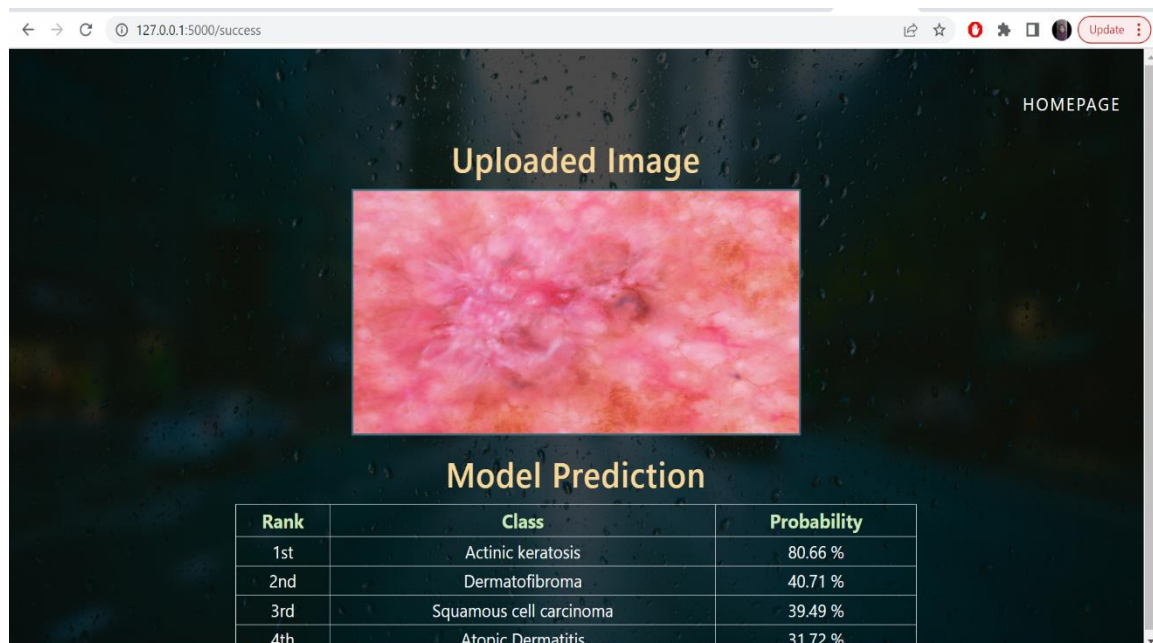 127.0.0.1:5000/success
Update
HOMEPAGE
Uploaded Image
Model Prediction
Rank Class Probability
1st Actinic keratosis 80.66 %
2nd Dermatofibroma 40.71 %
3rd Squamous cell carcinoma 39.49 %
4th Atopic Dermatitis 31.72 %